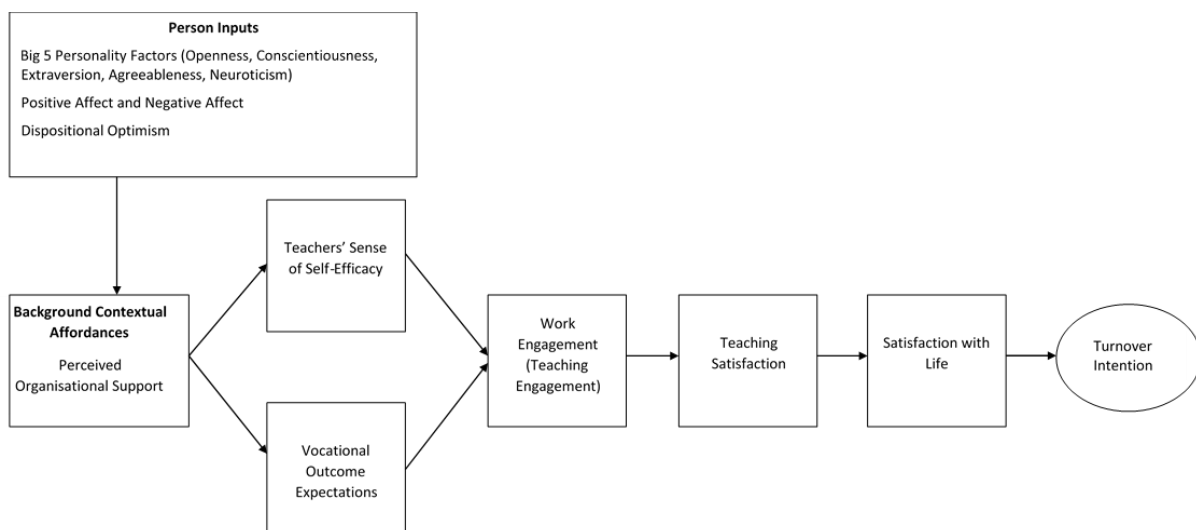 Person Inputs
Big 5 Personality Factors (Openness, Conscientiousness,
Extraversion, Agreeableness, Neuroticism)
Positive Affect and Negative Affect
Dispositional Optimism
Teachers’ Sense
of Self-Efficacy
Background Contextual
Affordances
Perceived
Organisational Support
Vocational
Outcome
Expectations
Work
Engagement
(Teaching
Engagement)
Teaching
Satisfaction
Satisfaction with
Life
Turnover
Intention